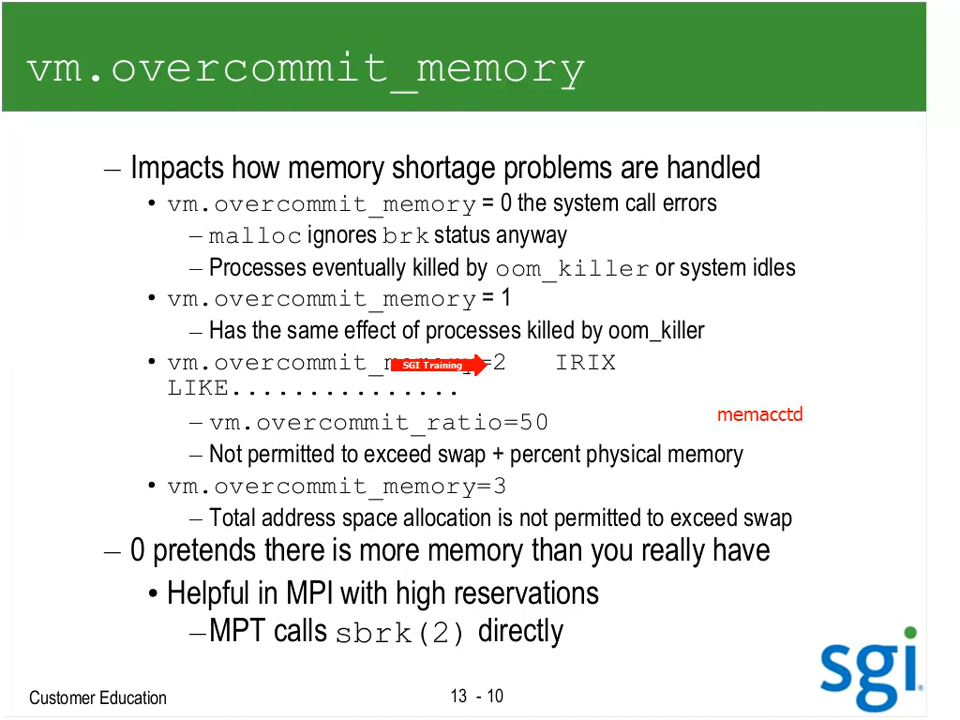 vm.overcommit_memory
– Impacts how memory shortage problems are handled
• vm.overcommit_memory = 0 the system call errors
– malloc ignores brk status anyway
– Processes eventually killed by oom_killer or system idles
• vm.overcommit_memory = 1
– Has the same effect of processes killed by oom_killer
• vm.overcommit_memory=2 IRIX
SGI Training
LIKE...............
– vm.overcommit_ratio=50
memacctd
– Not permitted to exceed swap + percent physical memory
• vm.overcommit_memory=3
– Total address space allocation is not permitted to exceed swap
– 0 pretends there is more memory than you really have
• Helpful in MPI with high reservations
–MPT calls sbrk(2) directly
sgi
Customer Education
13 - 10